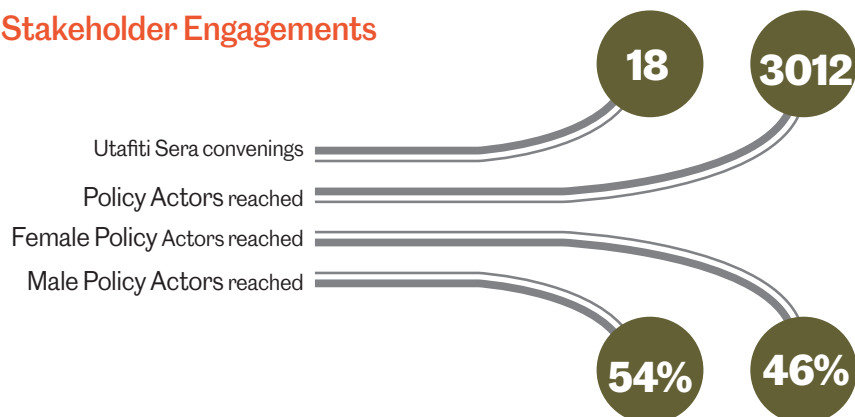 Stakeholder Engagements
18
3012
Utafiti Sera convenings
Policy Actors reached
Female Policy Actors reached
Male Policy Actors reached
54%
46%